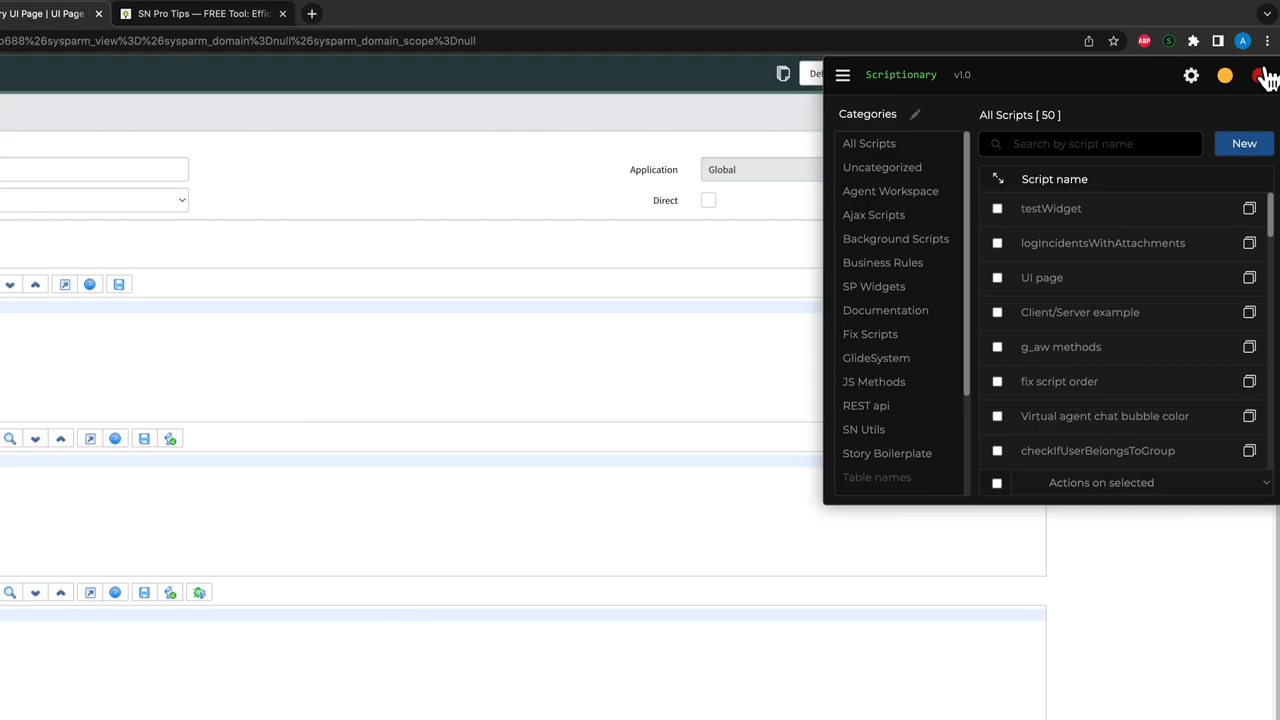 ry UI Page | UI Page
SN Pro Tips — FREE Tool: Effic
o688%26sysparm_view%3D%26sysparm_domain%3Dnull%26sysparm_domain_scope%3Dnull
ABP
S
A
Def
Scriptionary v1.0
Application
Global
Direct
Categories
All Scripts
Uncategorized
Agent Workspace
Ajax Scripts
Background Scripts
Business Rules
SP Widgets
Documentation
Fix Scripts
GlideSystem
JS Methods
REST api
SN Utils
Story Boilerplate
Table names
All Scripts [ 50 ]
Search by script name
New
Script name
testWidget
logIncidentsWithAttachments
UI page
Client/Server example
g_aw methods
fix script order
Virtual agent chat bubble color
checkIfUserBelongsToGroup
Actions on selected